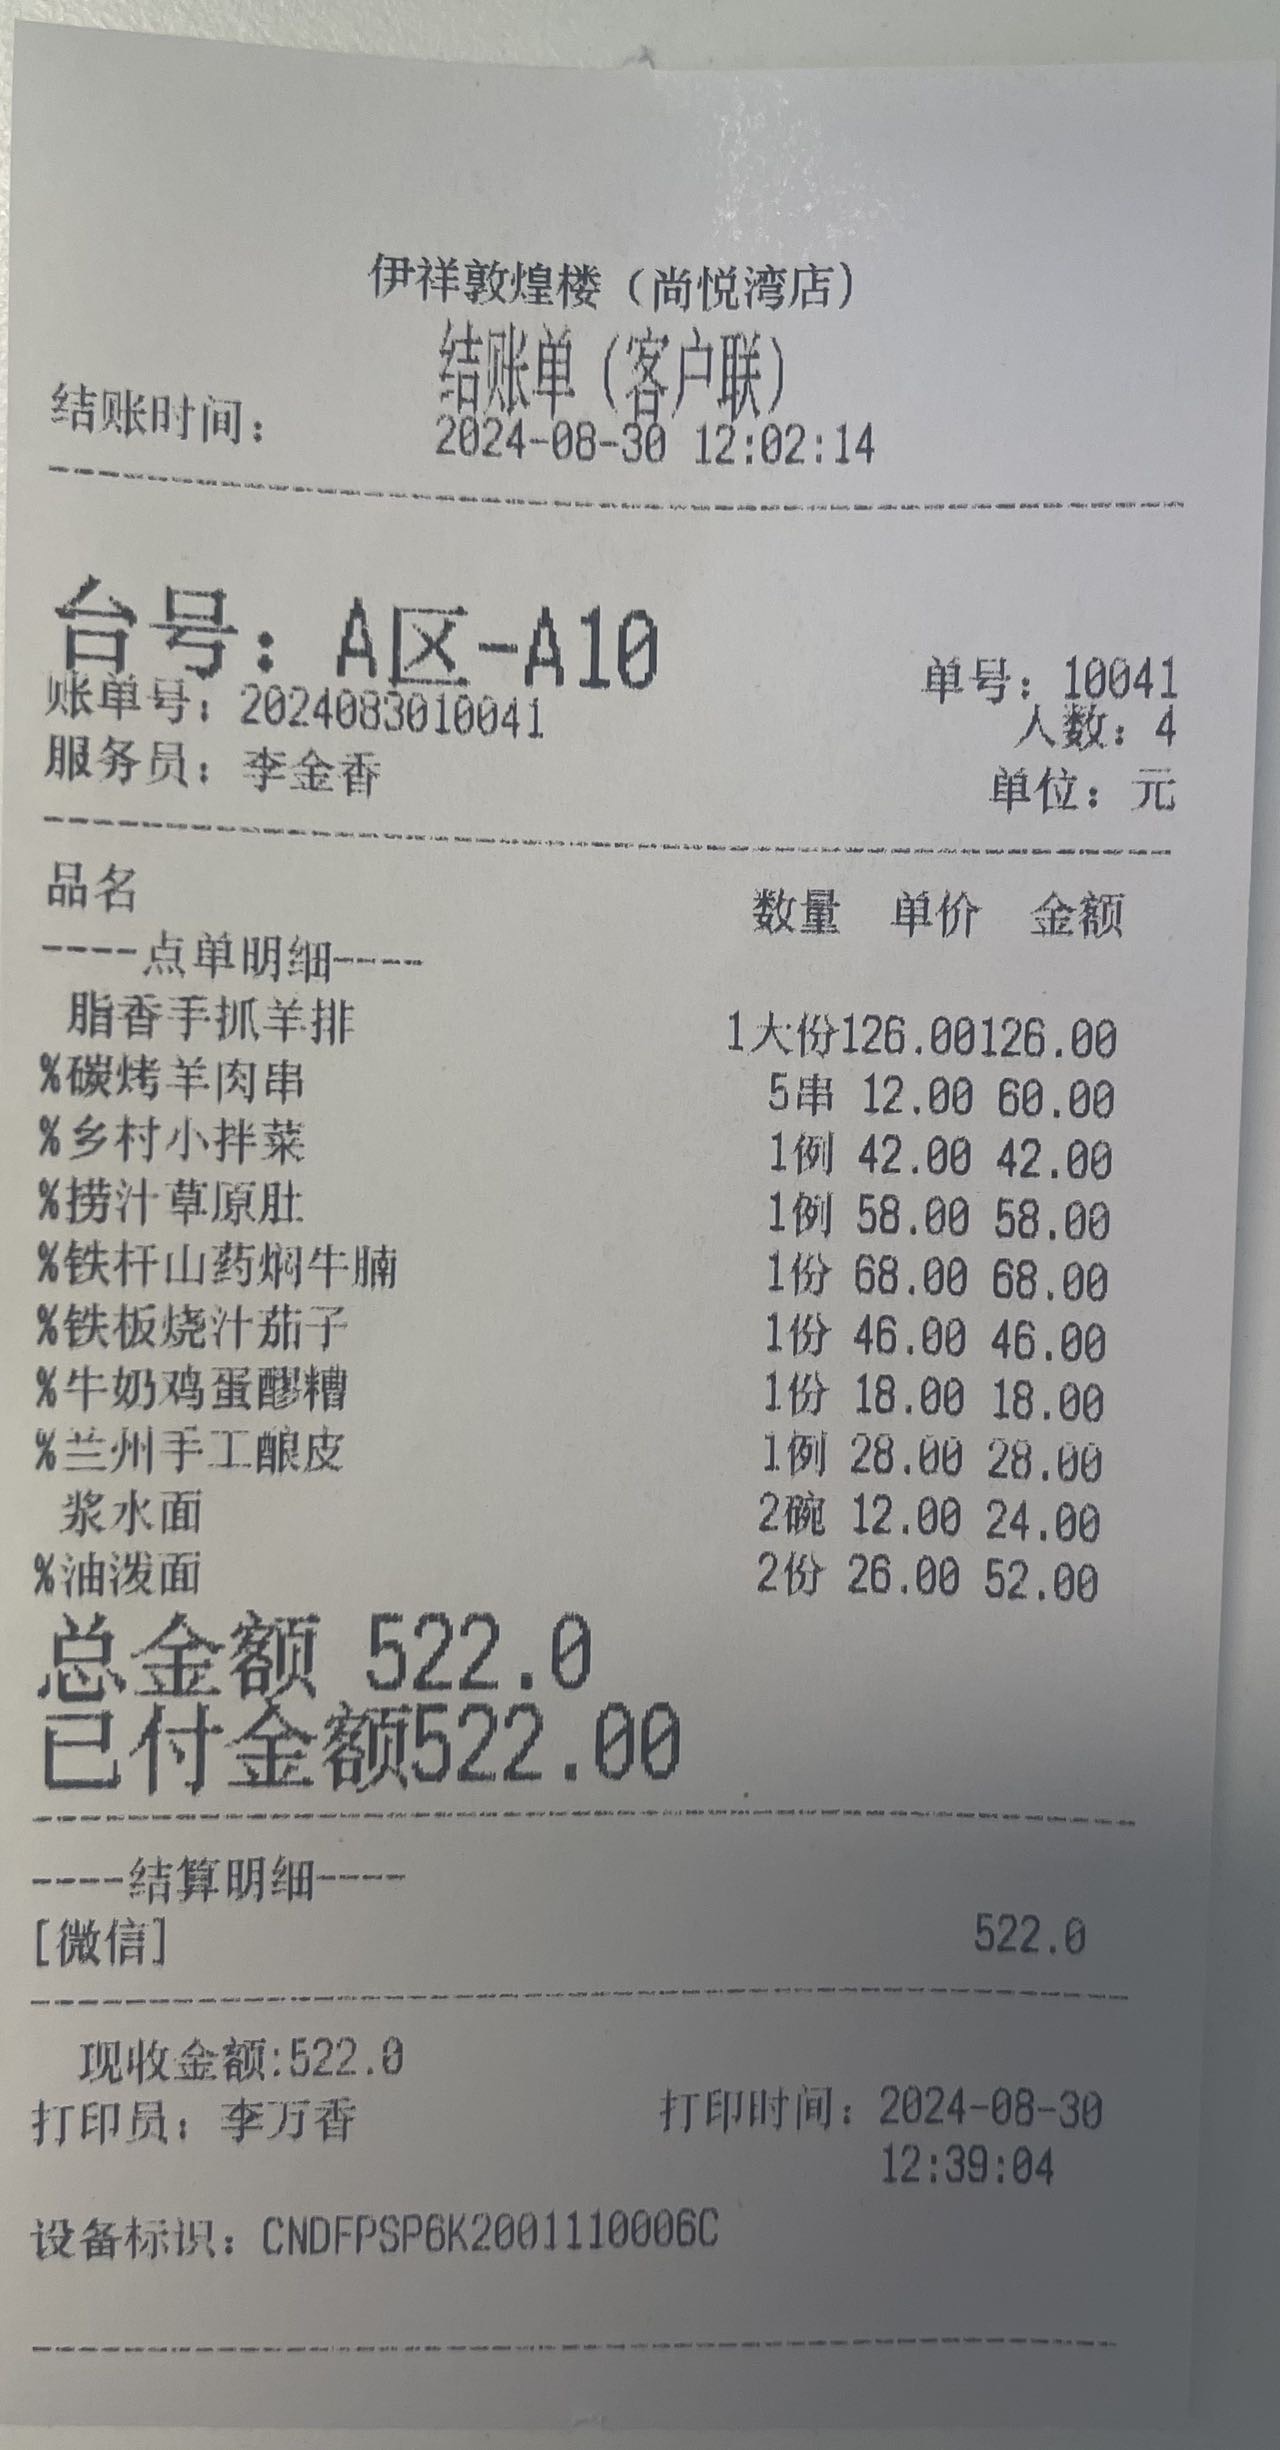 伊祥敦煌楼（尚悦湾店）
结账单（客户联）
结账时间： 2024-08-30 12:02:14
台号：A区-A10
单号：10041
账单号：2024083010041
人数：4
服务员：李金香
单位：元
品名 数量 单价 金额
----点单明细----
脂香手抓羊排 1大份126.00126.00
%碳烤羊肉串 5串 12.00 60.00
%乡村小拌菜 1例 42.00 42.00
%捞汁草原肚 1例 58.00 58.00
%铁杆山药焖牛腩 1份 68.00 68.00
%铁板烧汁茄子 1份 46.00 46.00
%牛奶鸡蛋醪糟 1份 18.00 18.00
%兰州手工酿皮 1例 28.00 28.00
浆水面 2碗 12.00 24.00
%油泼面 2份 26.00 52.00
总金额 522.0
已付金额522.00
----结算明细----
[微信] 522.0
现收金额:522.0
打印员：李万香 打印时间：2024-08-30
12:39:04
设备标识：CNDFPSP6K2001110006C